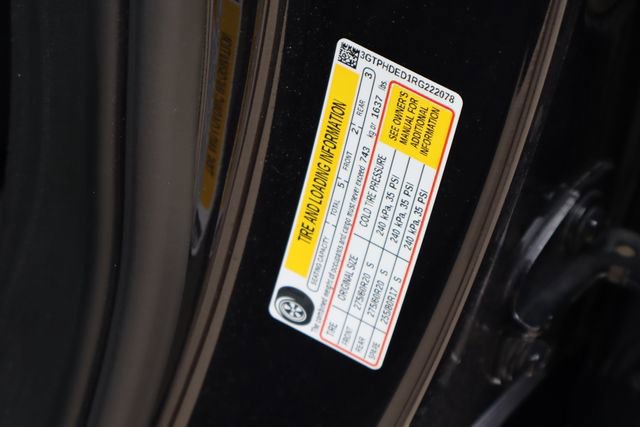 3GTPHDED1RG222078
TIRE AND LOADING INFORMATION
SEATING CAPACITY TOTAL 5 FRONT 2 REAR 3
The combined weight of occupants and cargo must never exceed 743 kg or 1637 lbs.
TIRE ORIGINAL SIZE COLD TIRE PRESSURE
FRONT 275/60R20 S 240 kPa, 35 PSI
REAR 275/60R20 S 240 kPa, 35 PSI
SPARE 255/80R17 S 240 kPa, 35 PSI
SEE OWNER'S
MANUAL FOR
ADDITIONAL
INFORMATION